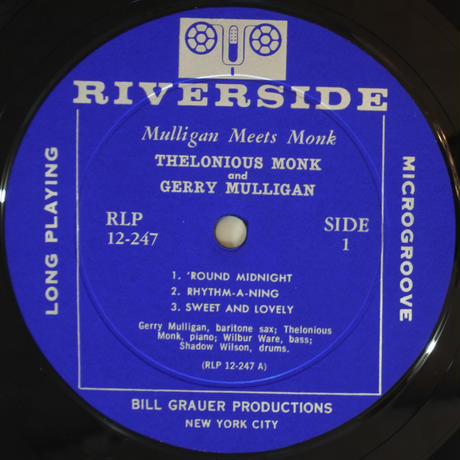 RIVERSIDE
Mulligan Meets Monk
THELONIOUS MONK
and
GERRY MULLIGAN
LONG PLAYING
MICROGROOVE
RLP
12-247
SIDE
1
1. 'ROUND MIDNIGHT
2. RHYTHM-A-NING
3. SWEET AND LOVELY
Gerry Mulligan, baritone sax; Thelonious
Monk, piano; Wilbur Ware, bass;
Shadow Wilson, drums.
(RLP 12-247 A)
BILL GRAUER PRODUCTIONS
NEW YORK CITY